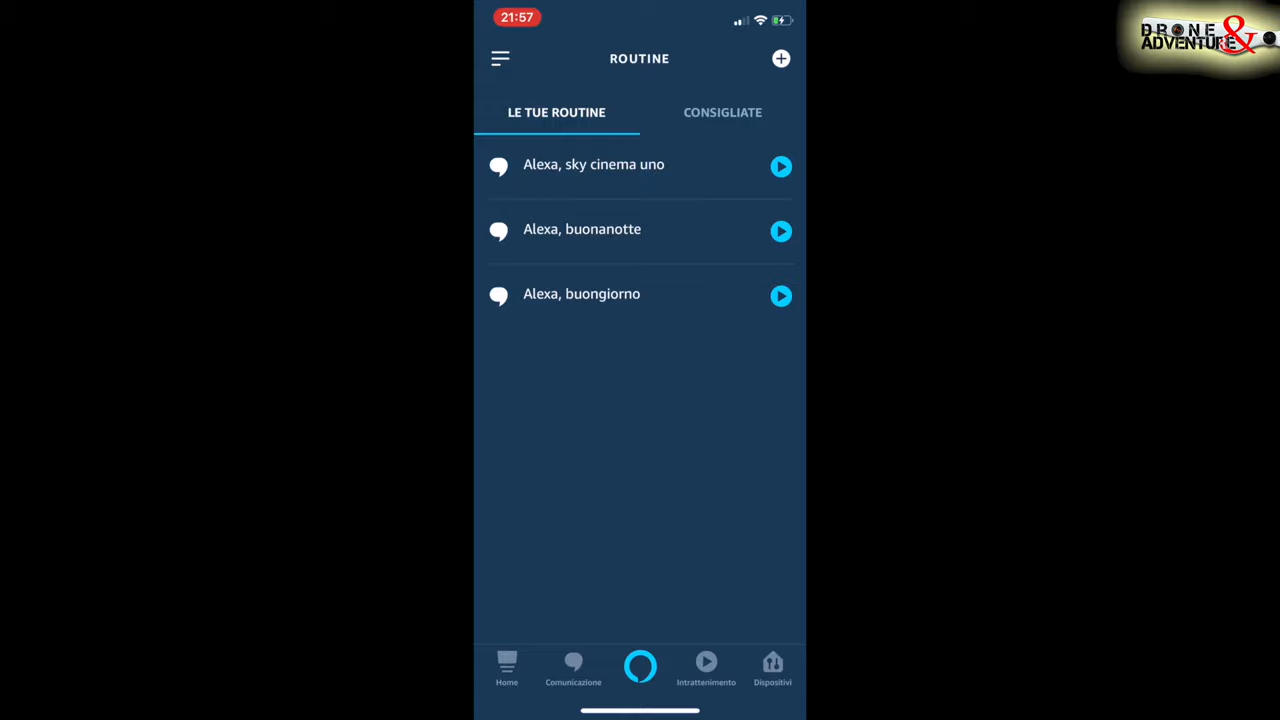 21:57
DRONE &
ADVENTURE
ROUTINE
LE TUE ROUTINE
CONSIGLIATE
Alexa, sky cinema uno
Alexa, buonanotte
Alexa, buongiorno
Home
Comunicazione
Intrattenimento
Dispositivi